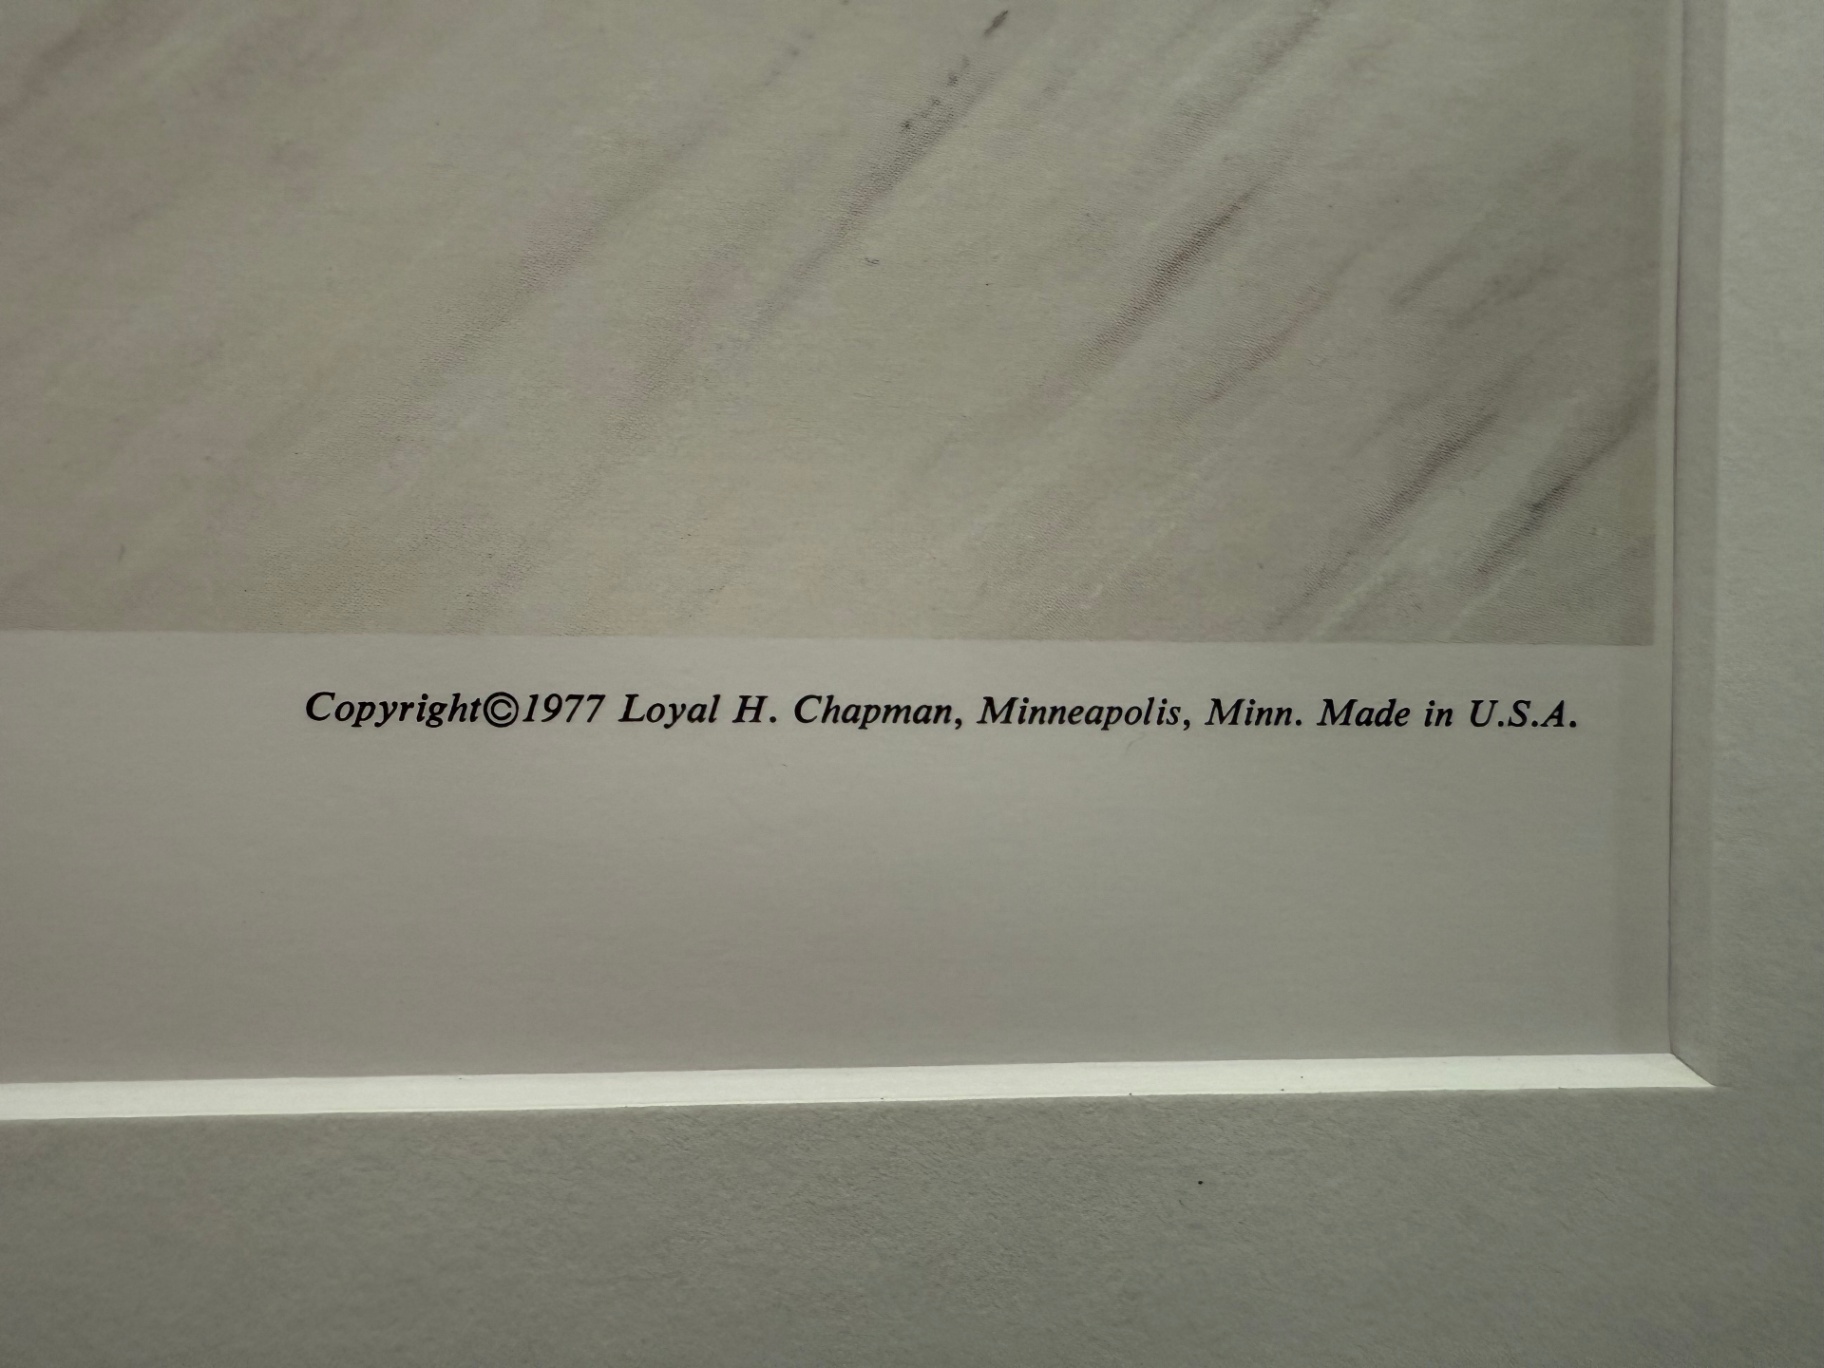 Copyright©1977 Loyal H. Chapman, Minneapolis, Minn. Made in U.S.A.